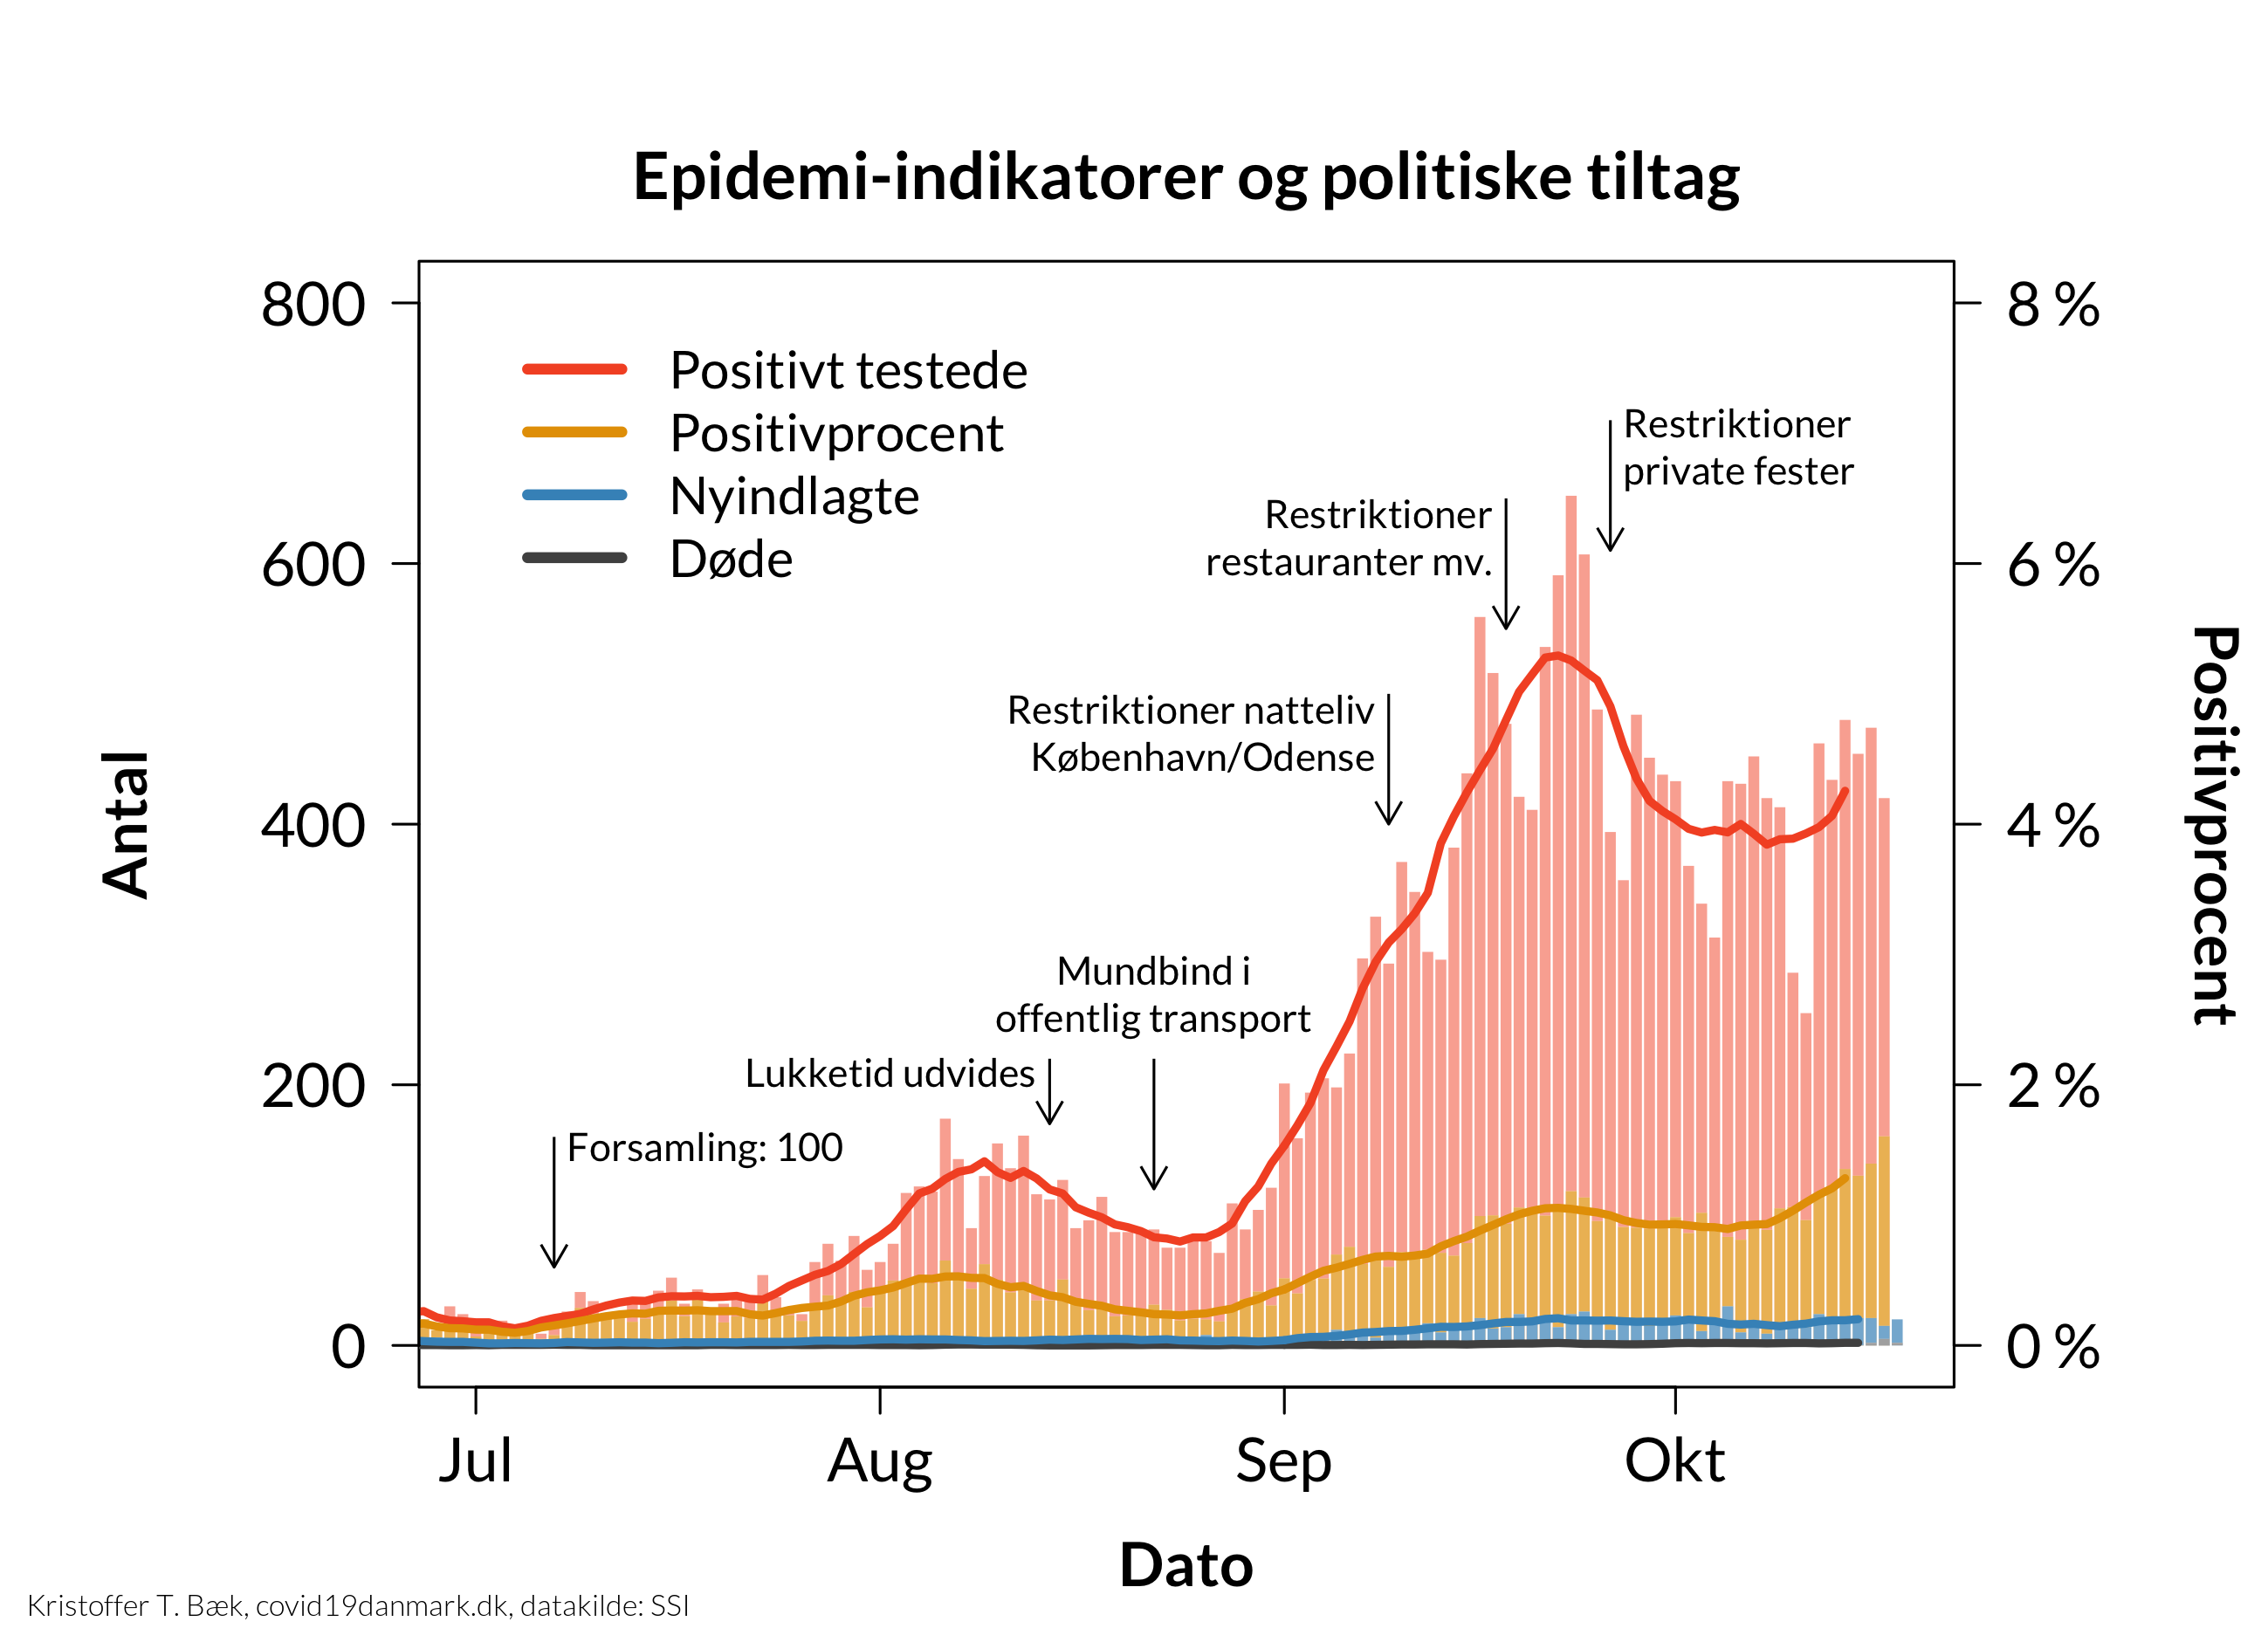 Epidemi-indikatorer og politiske tiltag
800
600
400
200
0
8 %
6 %
4 %
2 %
0 %
Antal
Positivprocent
Positivt testede
Positivprocent
Nyindlagte
Døde
Forsamling: 100
Lukketid udvides
Mundbind i
offentlig transport
Restriktioner natteliv
København/Odense
Restriktioner
restauranter mv.
Restriktioner
private fester
Jul
Aug
Sep
Okt
Dato
Kristoffer T. Bæk, covid19danmark.dk, datakilde: SSI